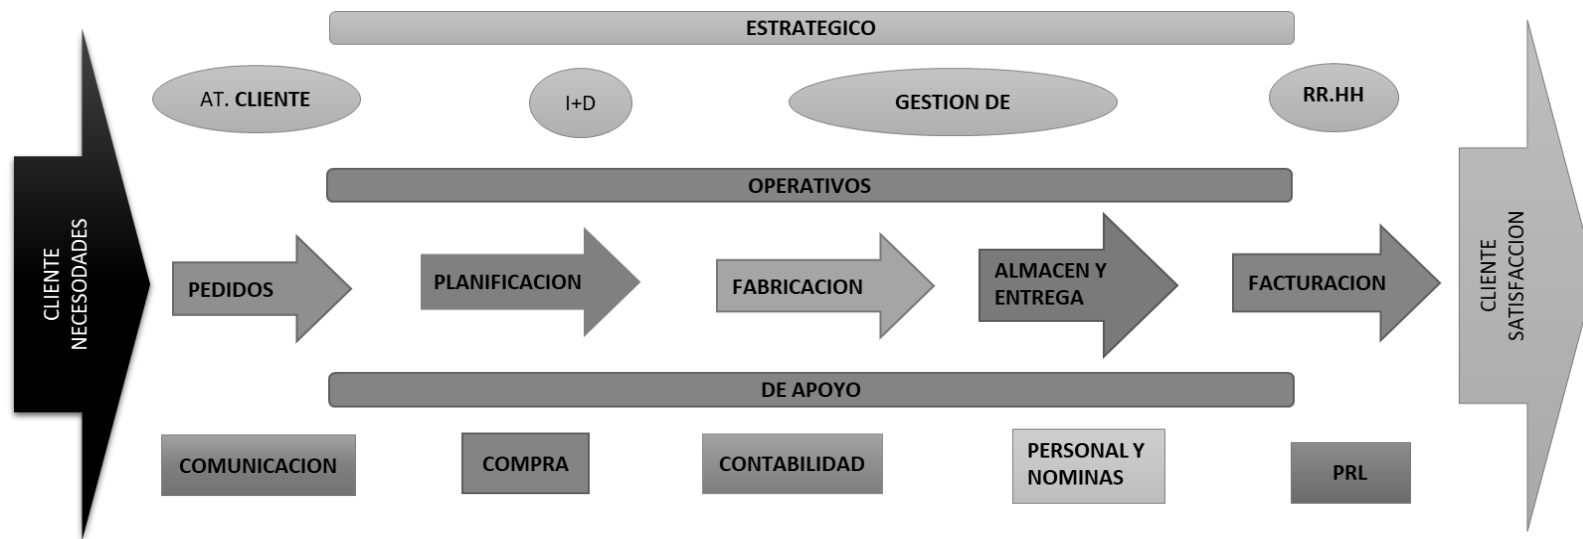 ESTRATEGICO
AT. CLIENTE
I+D
GESTION DE
RR.HH
OPERATIVOS
CLIENTE
NECESODADES
PEDIDOS
PLANIFICACION
FABRICACION
ALMACEN Y
ENTREGA
FACTURACION
CLIENTE
SATISFACCION
DE APOYO
COMUNICACION
COMPRA
CONTABILIDAD
PERSONAL Y
NOMINAS
PRL